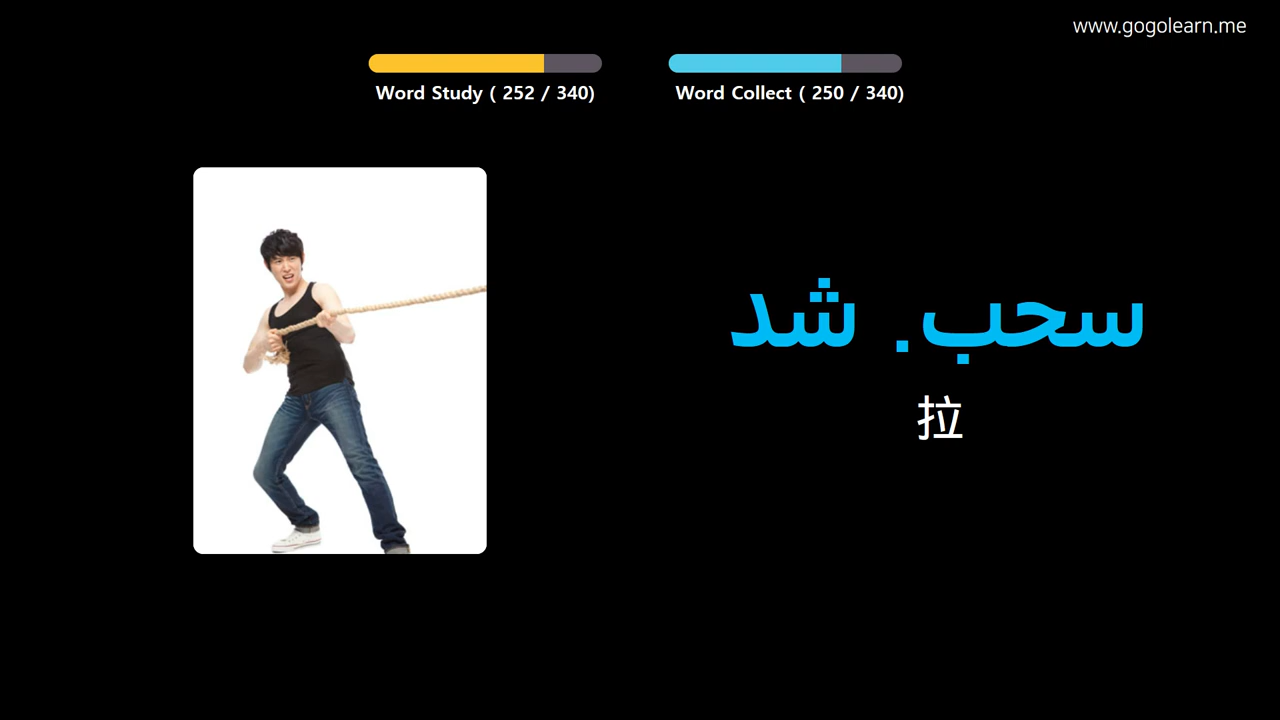 www.gogolearn.me
Word Study ( 252 / 340)
Word Collect ( 250 / 340)
سحب. شد
拉